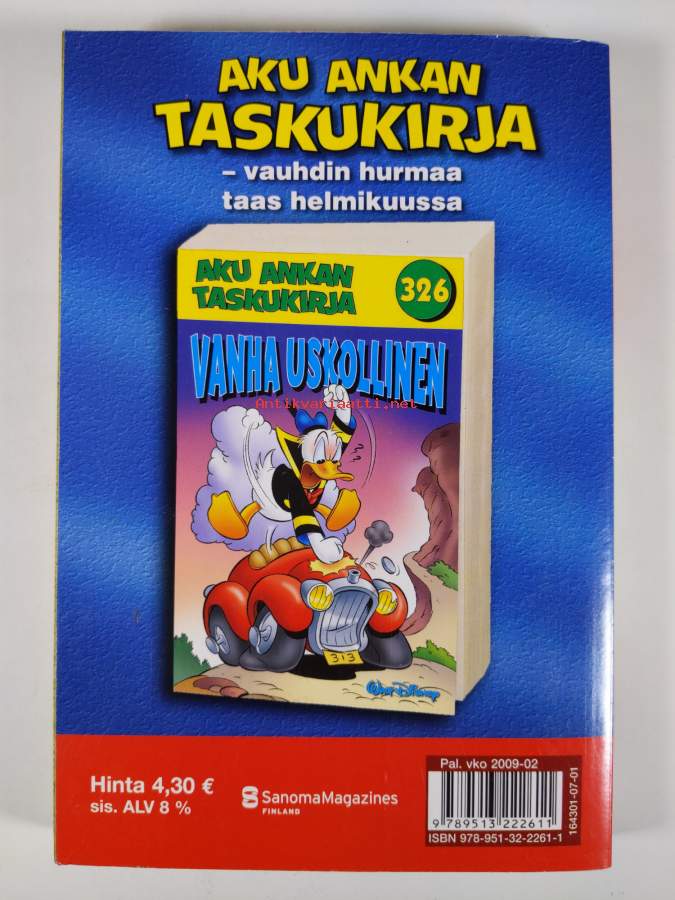 AKU ANKAN
TASKUKIRJA
– vauhdin hurmaa
taas helmikuussa
AKU ANKAN
TASKUKIRJA
326
VANHA USKOLLINEN
Antikvariaatti.net
313
Walt Disney
Hinta 4,30 €
sis. ALV 8 %
SanomaMagazines
FINLAND
Pal. vko 2009-02
9 789513 222611
ISBN 978-951-32-2261-1
164301-07-01